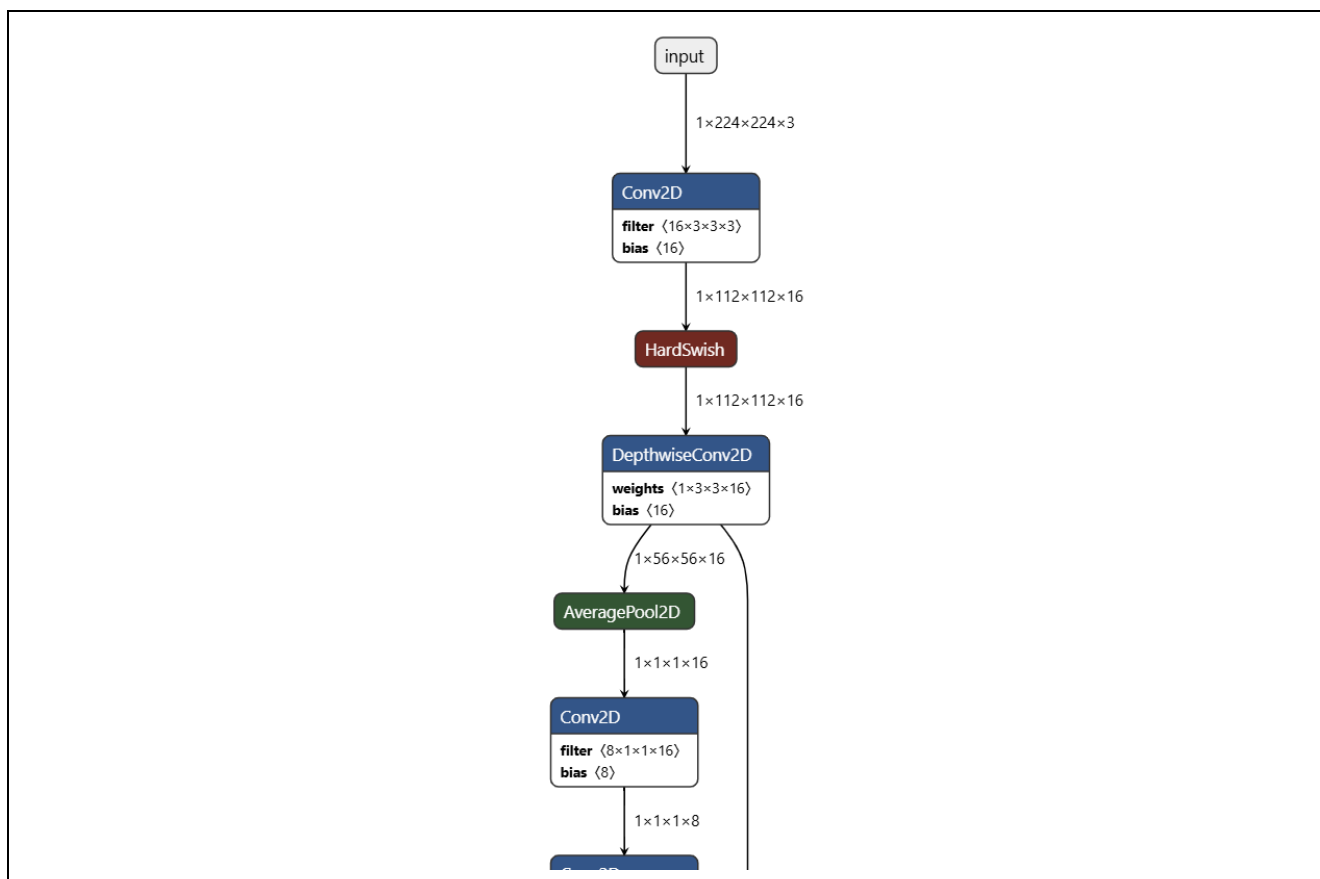 input
1×224×224×3
Conv2D
filter ⟨16×3×3×3⟩
bias ⟨16⟩
1×112×112×16
HardSwish
1×112×112×16
DepthwiseConv2D
weights ⟨1×3×3×16⟩
bias ⟨16⟩
1×56×56×16
AveragePool2D
1×1×1×16
Conv2D
filter ⟨8×1×1×16⟩
bias ⟨8⟩
1×1×1×8